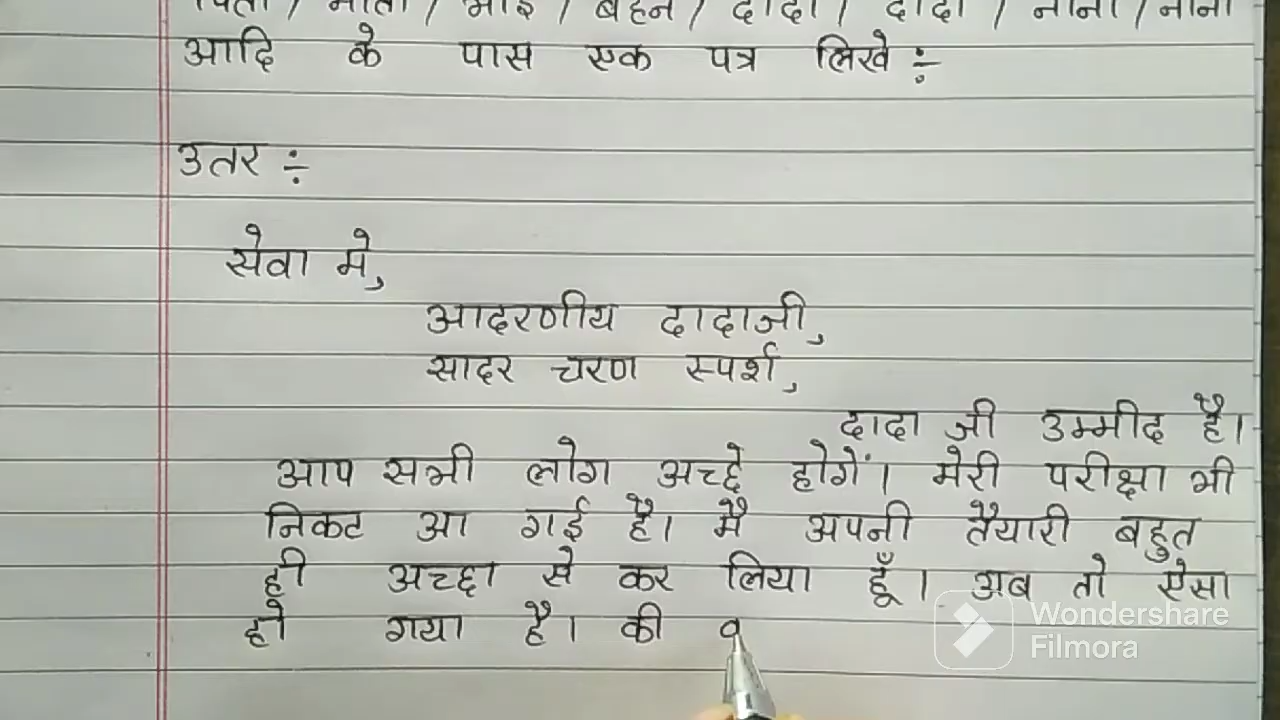 पिता / माता / भाई / बहन / दादा / दादी / नाना / नानी
आदि के पास एक पत्र लिखे ÷
उतर ÷
सेवा मे,
आदरणीय दादाजी,
सादर चरण स्पर्श,
दादा जी उम्मीद है।
आप सभी लोग अच्छे होगें। मेरी परीक्षा भी
निकट आ गई है। मै अपनी तैयारी बहुत
ही अच्छा से कर लिया हूँ। अब तो ऐसा
हो गया है। की
Wondershare
Filmora